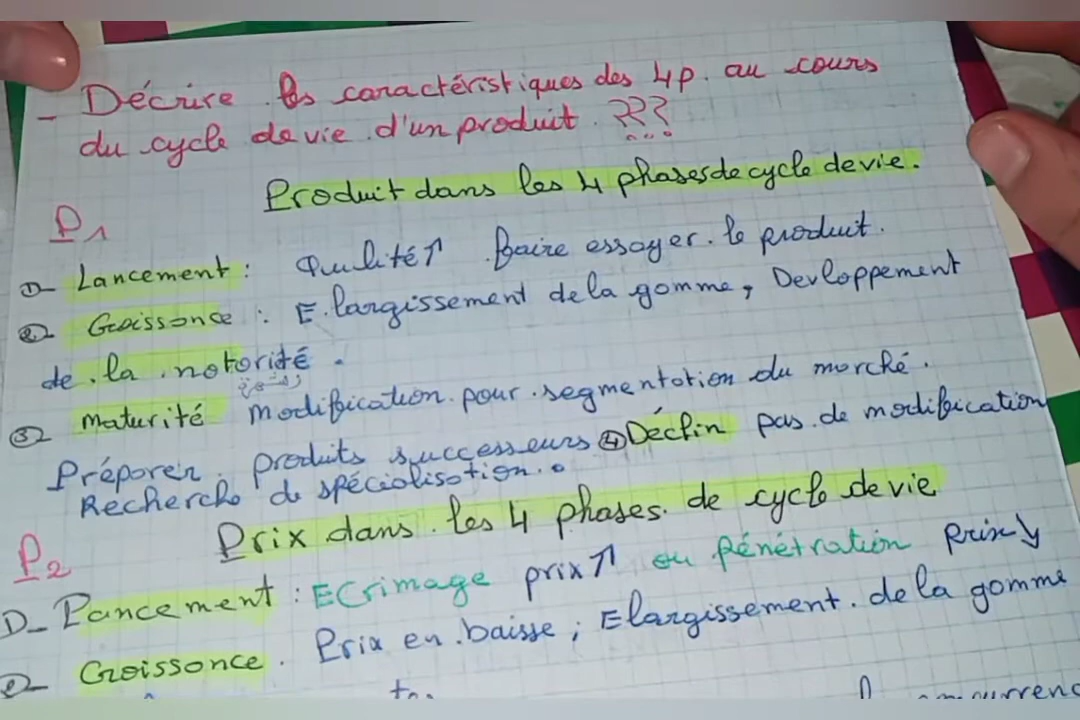 - Décrire les caractéristiques des 4p. au cours
du cycle de vie d'un produit. ???
Produit dans les 4 phases de cycle de vie.
P1
① Lancement : Qualité↑ Faire essayer le produit.
② Croissance : Elargissement de la gamme, Devloppement
de la notorité.
③ Maturité Modification pour segmentation du marché.
Préparer produits successeurs ④ Déclin pas de modification
Recherche de spécialisation.
Prix dans les 4 phases de cycle de vie
P2
①- Lancement : ECrimage prix↑ ou Pénétration Prix↓
②- Croissance. Prix en baisse ; Elargissement de la gamme